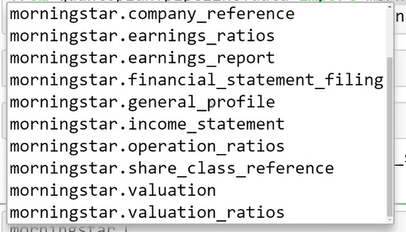 morningstar.company_reference
morningstar.earnings_ratios
morningstar.earnings_report
morningstar.financial_statement_filing
morningstar.general_profile
morningstar.income_statement
morningstar.operation_ratios
morningstar.share_class_reference
morningstar.valuation
morningstar.valuation_ratios
morningstar.